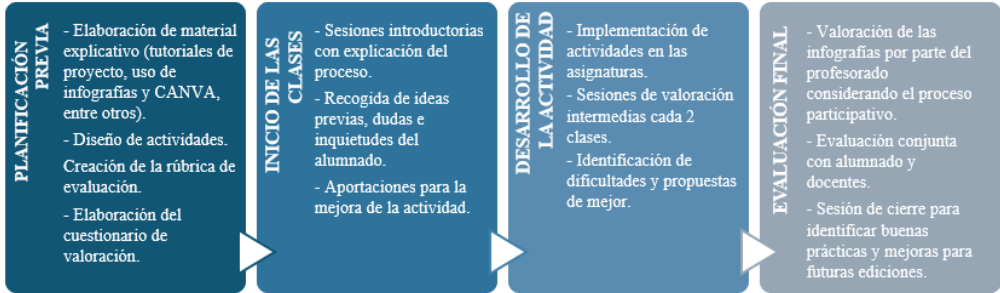 PLANIFICACIÓN
PREVIA
- Elaboración de material
explicativo (tutoriales de
proyecto, uso de
infografías y CANVA,
entre otros).
- Diseño de actividades.
Creación de la rúbrica de
evaluación.
- Elaboración del
cuestionario de
valoración.
INICIO DE LAS
CLASES
- Sesiones introductorias
con explicación del
proceso.
- Recogida de ideas
previas, dudas e
inquietudes del
alumnado.
- Aportaciones para la
mejora de la actividad.
DESARROLLO DE
LA ACTIVIDAD
- Implementación de
actividades en las
asignaturas.
- Sesiones de valoración
intermedias cada 2
clases.
- Identificación de
dificultades y propuestas
de mejor.
EVALUACIÓN FINAL
- Valoración de las
infografías por parte del
profesorado
considerando el proceso
participativo.
- Evaluación conjunta
con alumnado y
docentes.
- Sesión de cierre para
identificar buenas
prácticas y mejoras para
futuras ediciones.